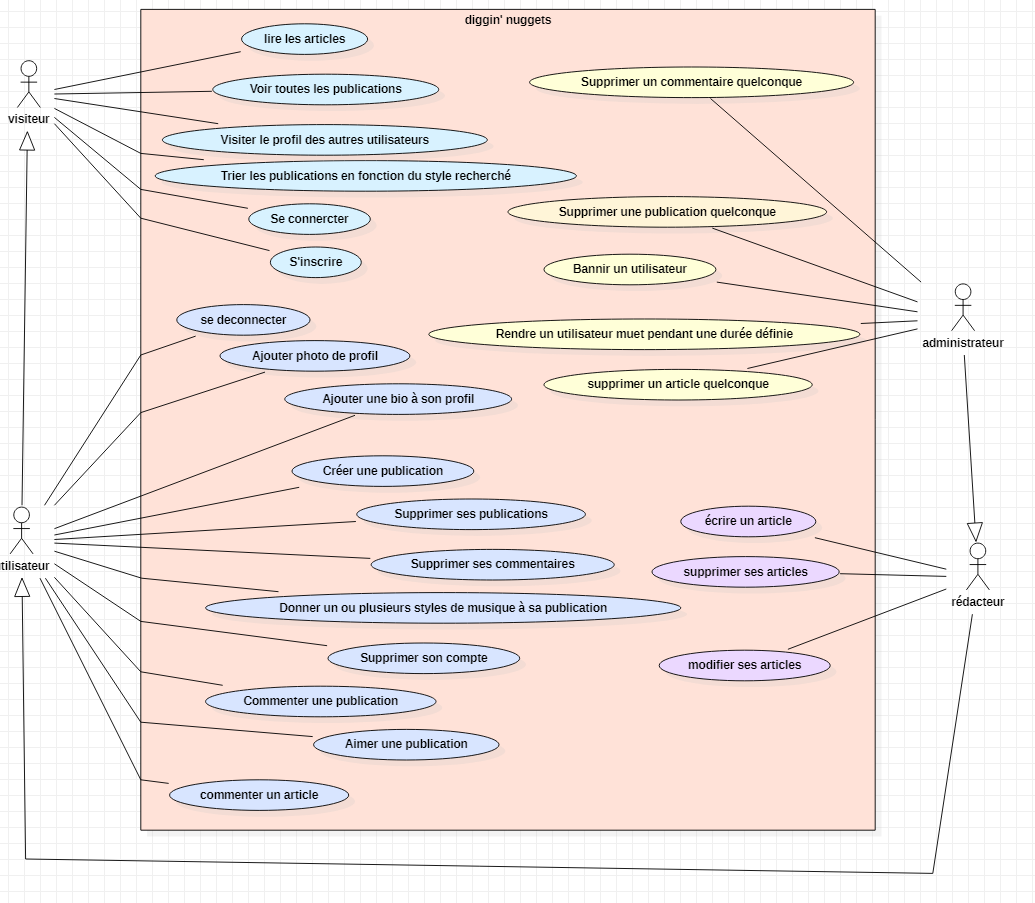 diggin' nuggets
lire les articles
Voir toutes les publications
Supprimer un commentaire quelconque
visiteur
Visiter le profil des autres utilisateurs
Trier les publications en fonction du style recherché
Se connercter
Supprimer une publication quelconque
S'inscrire
Bannir un utilisateur
se deconnecter
Rendre un utilisateur muet pendant une durée définie
administrateur
Ajouter photo de profil
supprimer un article quelconque
Ajouter une bio à son profil
Créer une publication
Supprimer ses publications
écrire un article
tilisateur
Supprimer ses commentaires
supprimer ses articles
rédacteur
Donner un ou plusieurs styles de musique à sa publication
Supprimer son compte
modifier ses articles
Commenter une publication
Aimer une publication
commenter un article